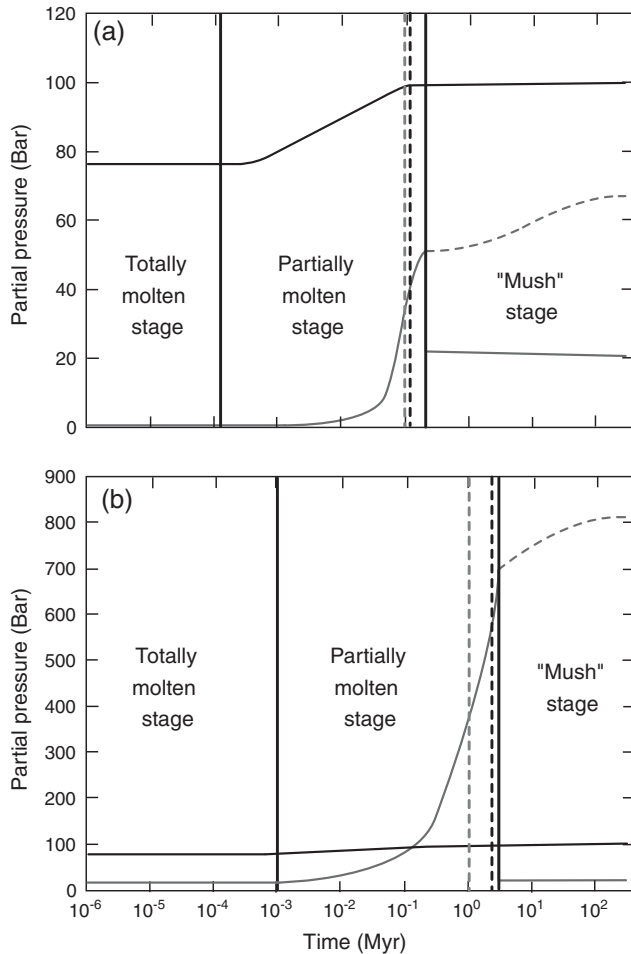 (a)
120
100
80
60
40
20
0
Partial pressure (Bar)
Totally
molten
stage
Partially
molten
stage
"Mush"
stage
(b)
900
800
700
600
500
400
300
200
100
0
Partial pressure (Bar)
Totally
molten
stage
Partially
molten
stage
"Mush"
stage
10⁻⁶ 10⁻⁵ 10⁻⁴ 10⁻³ 10⁻² 10⁻¹ 10⁰ 10¹ 10²
Time (Myr)